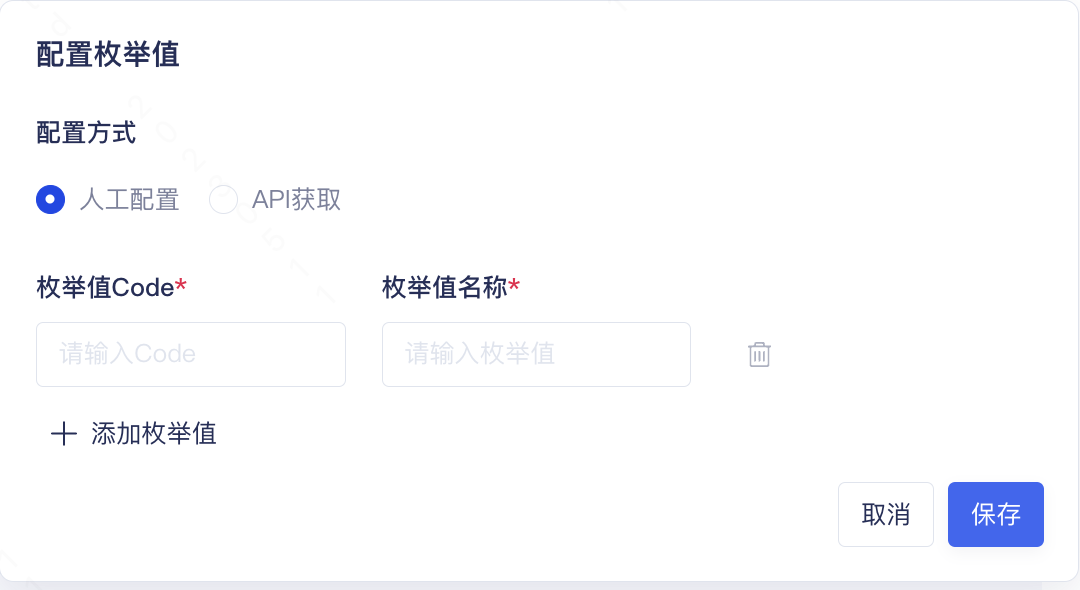 配置枚举值
配置方式
人工配置 API获取
枚举值Code* 枚举值名称*
请输入Code 请输入枚举值
添加枚举值
取消 保存